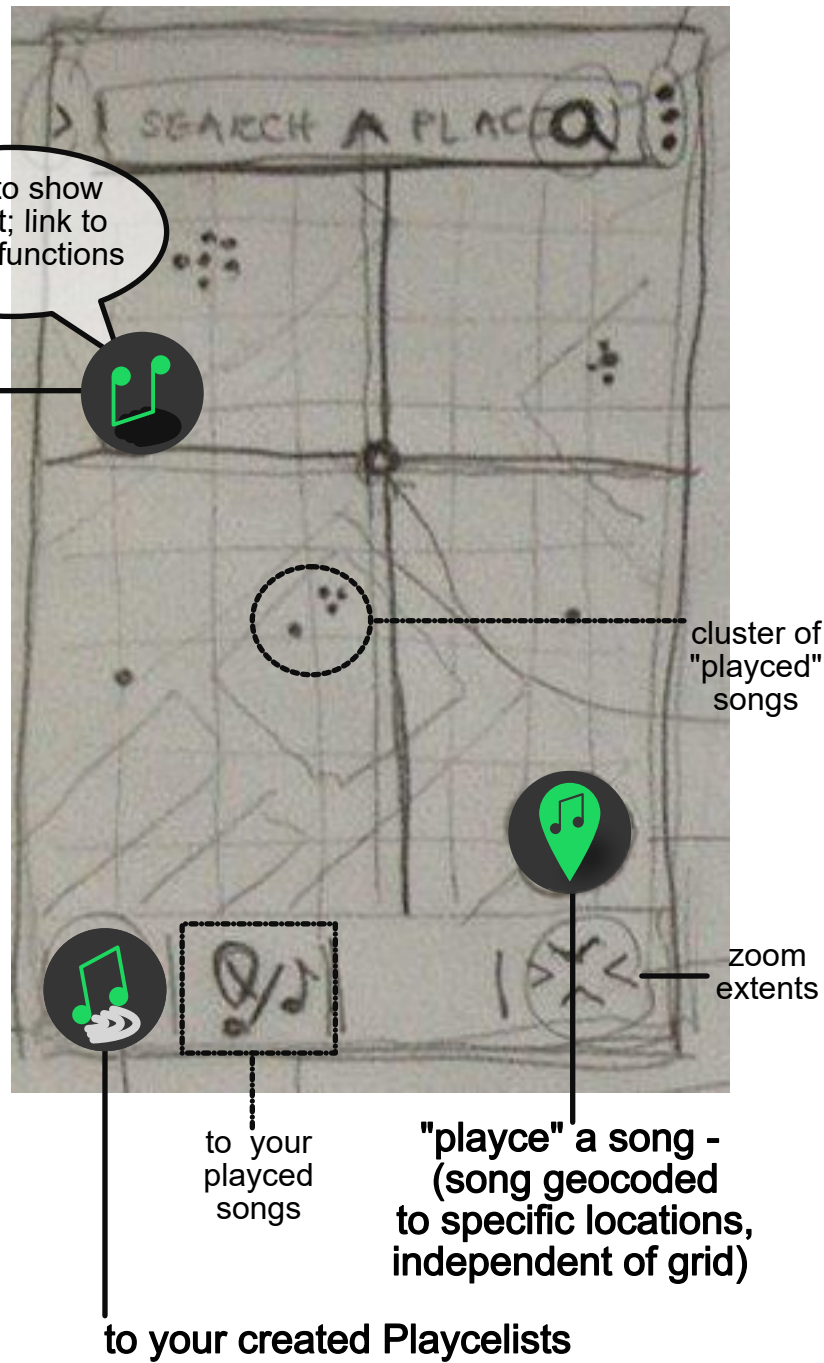 SEARCH A PLACE
to show
t; link to
functions
cluster of
"playced"
songs
zoom
extents
to your
playced
songs
"playce" a song -
(song geocoded
to specific locations,
independent of grid)
to your created Playcelists